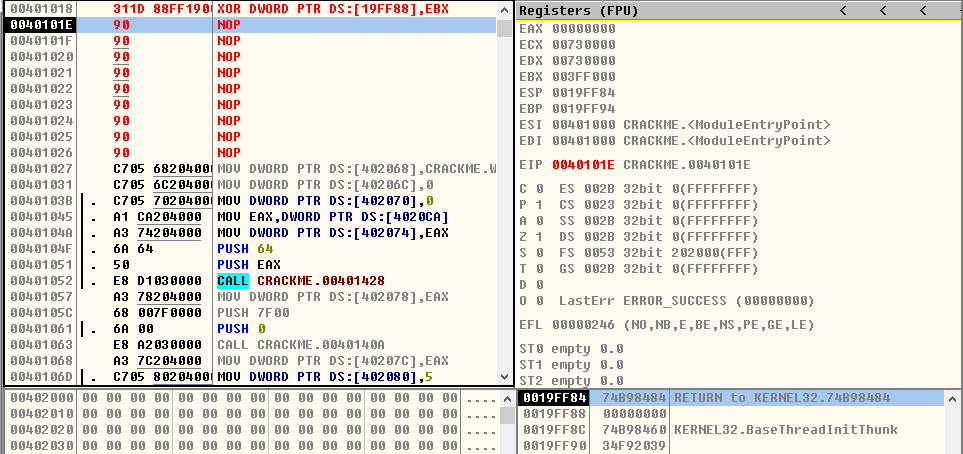 00401018 311D 88FF1900 XOR DWORD PTR DS:[19FF88],EBX
0040101E 90 NOP
0040101F 90 NOP
00401020 90 NOP
00401021 90 NOP
00401022 90 NOP
00401023 90 NOP
00401024 90 NOP
00401025 90 NOP
00401026 90 NOP
00401027 C705 68204000 MOV DWORD PTR DS:[402068],CRACKME.W
00401031 C705 6C204000 MOV DWORD PTR DS:[40206C],0
0040103B . C705 70204000 MOV DWORD PTR DS:[402070],0
00401045 . A1 CA204000 MOV EAX,DWORD PTR DS:[4020CA]
0040104A . A3 74204000 MOV DWORD PTR DS:[402074],EAX
0040104F . 6A 64 PUSH 64
00401051 . 50 PUSH EAX
00401052 . E8 D1030000 CALL CRACKME.00401428
00401057 A3 78204000 MOV DWORD PTR DS:[402078],EAX
0040105C 68 007F0000 PUSH 7F00
00401061 . 6A 00 PUSH 0
00401063 E8 A2030000 CALL CRACKME.0040140A
00401068 A3 7C204000 MOV DWORD PTR DS:[40207C],EAX
0040106D . C705 80204000 MOV DWORD PTR DS:[402080],5
Registers (FPU) < < <
EAX 00000000
ECX 00730000
EDX 00730000
EBX 003FF000
ESP 0019FF84
EBP 0019FF94
ESI 00401000 CRACKME.<ModuleEntryPoint>
EDI 00401000 CRACKME.<ModuleEntryPoint>
EIP 0040101E CRACKME.0040101E
C 0 ES 002B 32bit 0(FFFFFFFF)
P 1 CS 0023 32bit 0(FFFFFFFF)
A 0 SS 002B 32bit 0(FFFFFFFF)
Z 1 DS 002B 32bit 0(FFFFFFFF)
S 0 FS 0053 32bit 202000(FFF)
T 0 GS 002B 32bit 0(FFFFFFFF)
D 0
O 0 LastErr ERROR_SUCCESS (00000000)
EFL 00000246 (NO,NB,E,BE,NS,PE,GE,LE)
ST0 empty 0.0
ST1 empty 0.0
ST2 empty 0.0
00402000 00 00 00 00 00 00 00 00 00 00 00 00 00 00 00 00 ....
00402010 00 00 00 00 00 00 00 00 00 00 00 00 00 00 00 00 ....
00402020 00 00 00 00 00 00 00 00 00 00 00 00 00 00 00 00 ....
00402030 00 00 00 00 00 00 00 00 00 00 00 00 00 00 00 00 ....
0019FF84 74B98484 RETURN to KERNEL32.74B98484
0019FF88 00000000
0019FF8C 74B98460 KERNEL32.BaseThreadInitThunk
0019FF90 34F92039